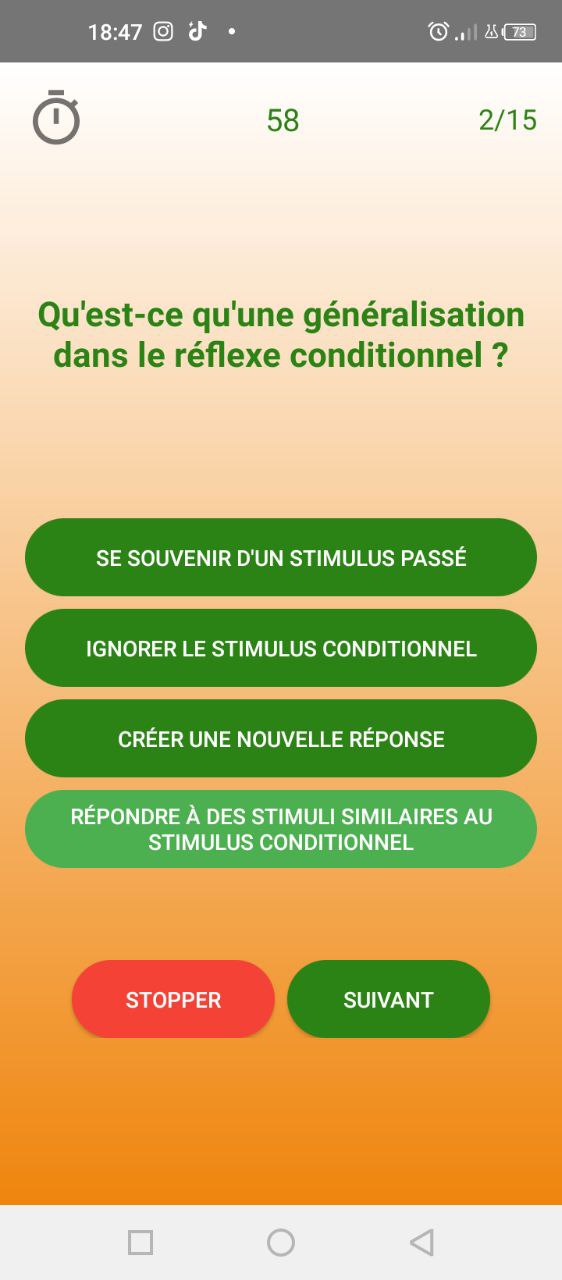 18:47
73
58
2/15
Qu'est-ce qu'une généralisation
dans le réflexe conditionnel ?
SE SOUVENIR D'UN STIMULUS PASSÉ
IGNORER LE STIMULUS CONDITIONNEL
CRÉER UNE NOUVELLE RÉPONSE
RÉPONDRE À DES STIMULI SIMILAIRES AU
STIMULUS CONDITIONNEL
STOPPER
SUIVANT